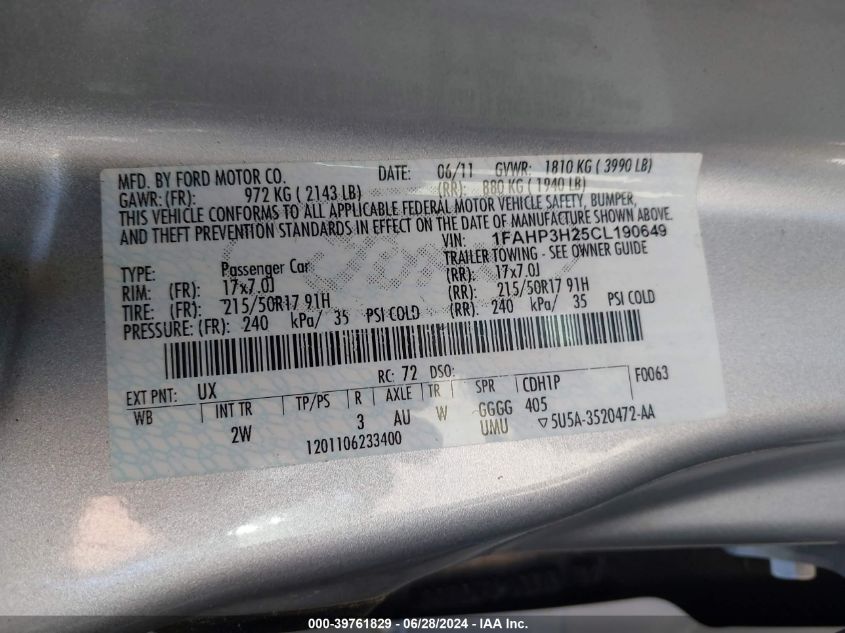 MFD. BY FORD MOTOR CO. DATE: 06/11 GVWR: 1810 KG ( 3990 LB)
GAWR: (FR): 972 KG ( 2143 LB) (RR): 880 KG ( 1940 LB)
THIS VEHICLE CONFORMS TO ALL APPLICABLE FEDERAL MOTOR VEHICLE SAFETY, BUMPER,
AND THEFT PREVENTION STANDARDS IN EFFECT ON THE DATE OF MANUFACTURE SHOWN ABOVE.
VIN: 1FAHP3H25CL190649
TYPE: Passenger Car TRAILER TOWING - SEE OWNER GUIDE
RIM: (FR): 17x7.0J (RR): 17x7.0J
TIRE: (FR): 215/50R17 91H (RR): 215/50R17 91H
PRESSURE: (FR): 240 kPa/ 35 PSI COLD (RR): 240 kPa/ 35 PSI COLD
EXT PNT: UX RC: 72 DSO: F0063
WB INT TR TP/PS R AXLE TR SPR CDH1P
2W 3 AU W GGGG 405
1201106233400 UMU ▽5U5A-3520472-AA
000-39761829 - 06/28/2024 - IAA Inc.